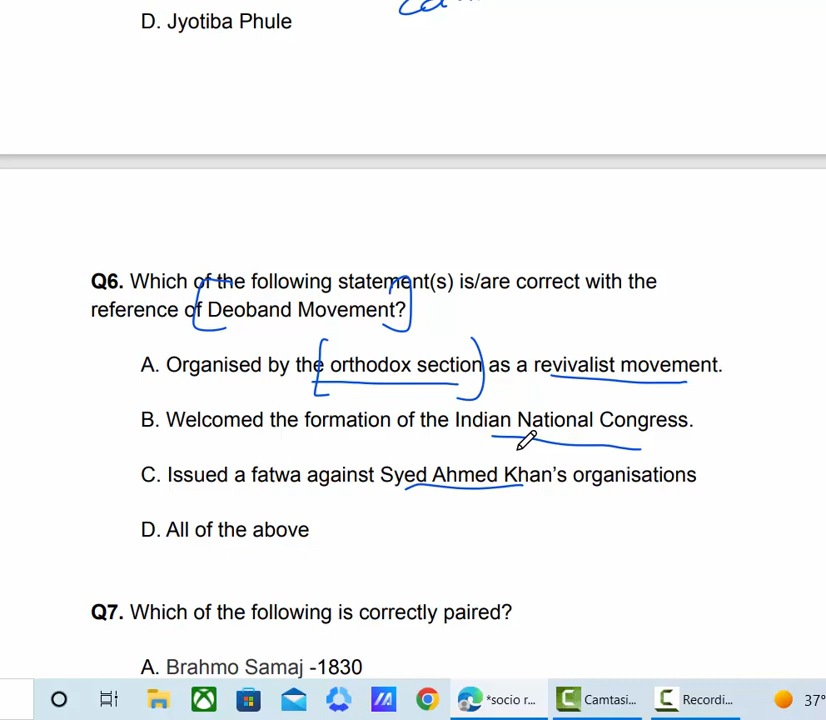 D. Jyotiba Phule
Q6. Which of the following statement(s) is/are correct with the
reference of Deoband Movement?
A. Organised by the orthodox section as a revivalist movement.
B. Welcomed the formation of the Indian National Congress.
C. Issued a fatwa against Syed Ahmed Khan’s organisations
D. All of the above
Q7. Which of the following is correctly paired?
A. Brahmo Samaj -1830
*socio r... Camtasi... Recordi... 37°